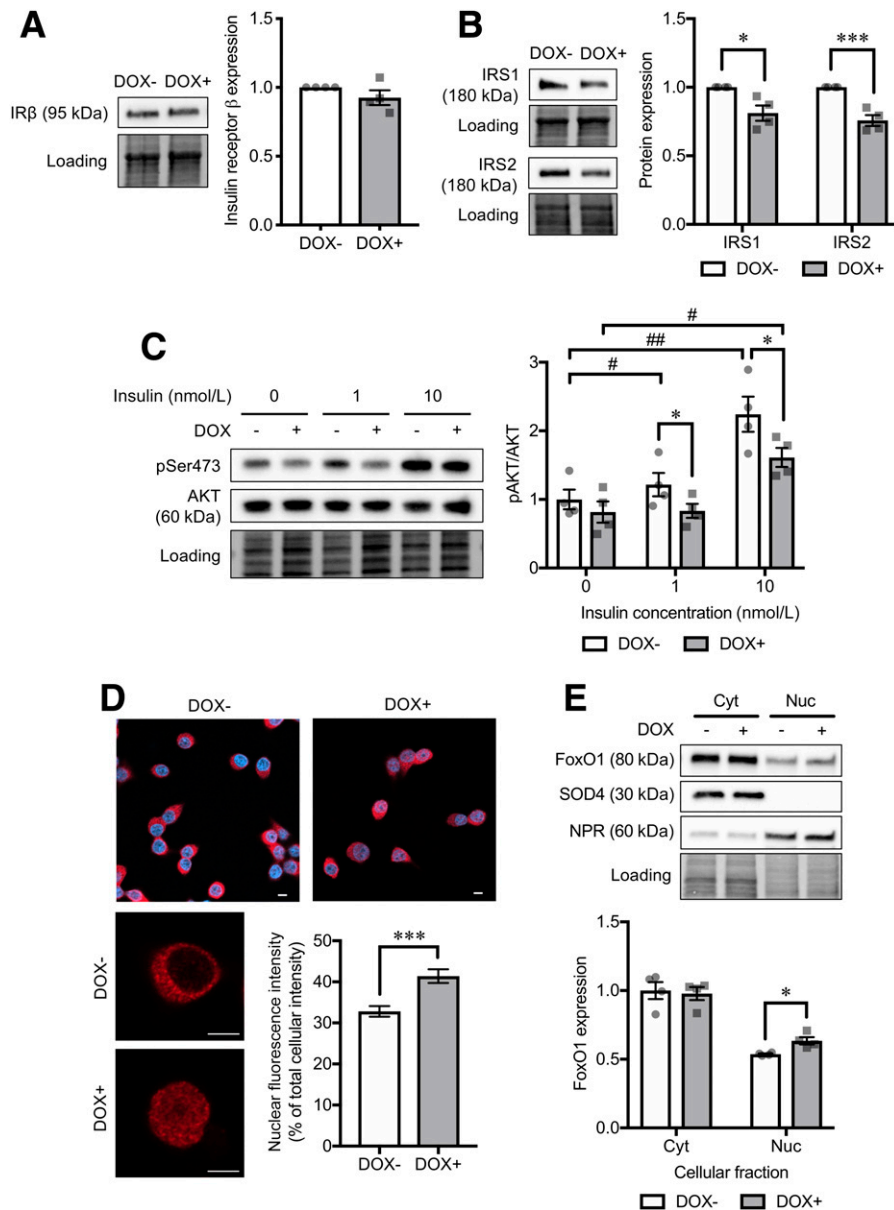 A
DOX- DOX+
IRβ (95 kDa)
Loading
Insulin receptor β expression
1.5
1.0
0.5
0.0
DOX- DOX+
B
DOX- DOX+
IRS1
(180 kDa)
Loading
IRS2
(180 kDa)
Loading
Protein expression
1.5
1.0
0.5
0.0
* ***
IRS1 IRS2
DOX- DOX+
C
Insulin (nmol/L) 0 1 10
DOX - + - + - +
pSer473
AKT
(60 kDa)
Loading
pAKT/AKT
3
2
1
0
#
##
#
*
*
0 1 10
Insulin concentration (nmol/L)
DOX- DOX+
D
DOX- DOX+
DOX-
DOX+
Nuclear fluorescence intensity
(% of total cellular intensity)
50
40
30
20
10
0
***
DOX- DOX+
E
Cyt Nuc
DOX - + - +
FoxO1 (80 kDa)
SOD4 (30 kDa)
NPR (60 kDa)
Loading
FoxO1 expression
1.5
1.0
0.5
0.0
*
Cyt Nuc
Cellular fraction
DOX- DOX+